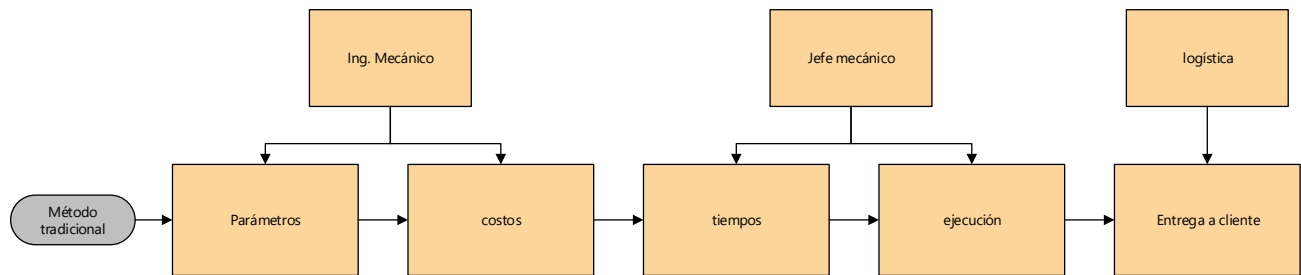 Ing. Mecánico
Jefe mecánico
logística
Método
tradicional
Parámetros
costos
tiempos
ejecución
Entrega a cliente